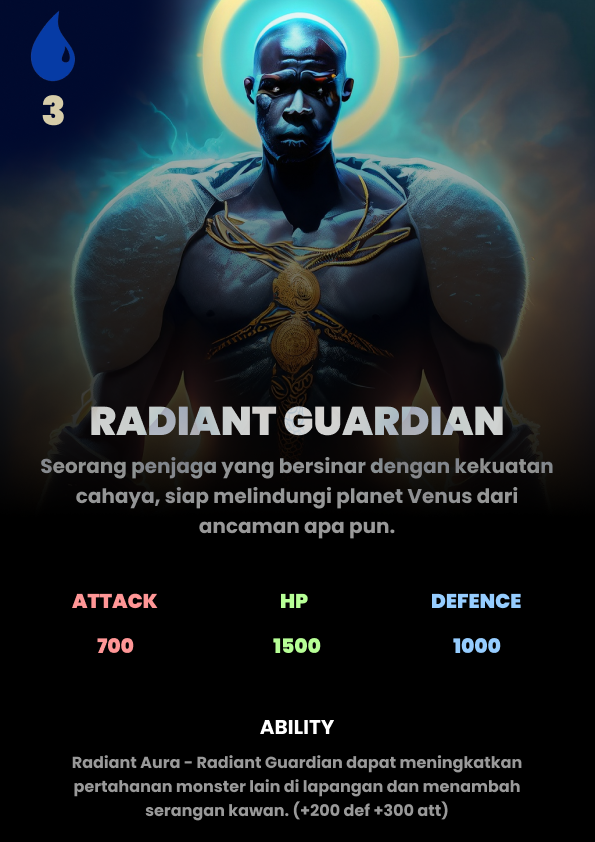 3
RADIANT GUARDIAN
Seorang penjaga yang bersinar dengan kekuatan
cahaya, siap melindungi planet Venus dari
ancaman apa pun.
ATTACK HP DEFENCE
700 1500 1000
ABILITY
Radiant Aura - Radiant Guardian dapat meningkatkan
pertahanan monster lain di lapangan dan menambah
serangan kawan. (+200 def +300 att)